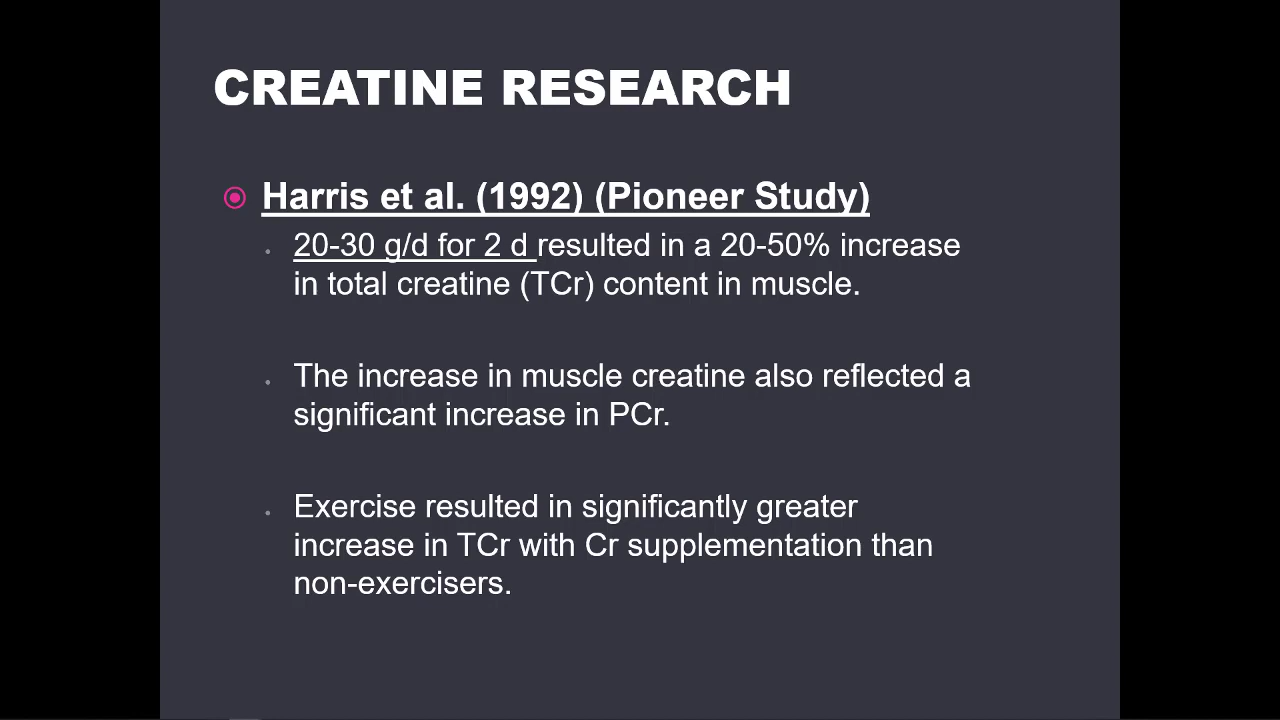 CREATINE RESEARCH
Harris et al. (1992) (Pioneer Study)
20-30 g/d for 2 d resulted in a 20-50% increase
in total creatine (TCr) content in muscle.
The increase in muscle creatine also reflected a
significant increase in PCr.
Exercise resulted in significantly greater
increase in TCr with Cr supplementation than
non-exercisers.